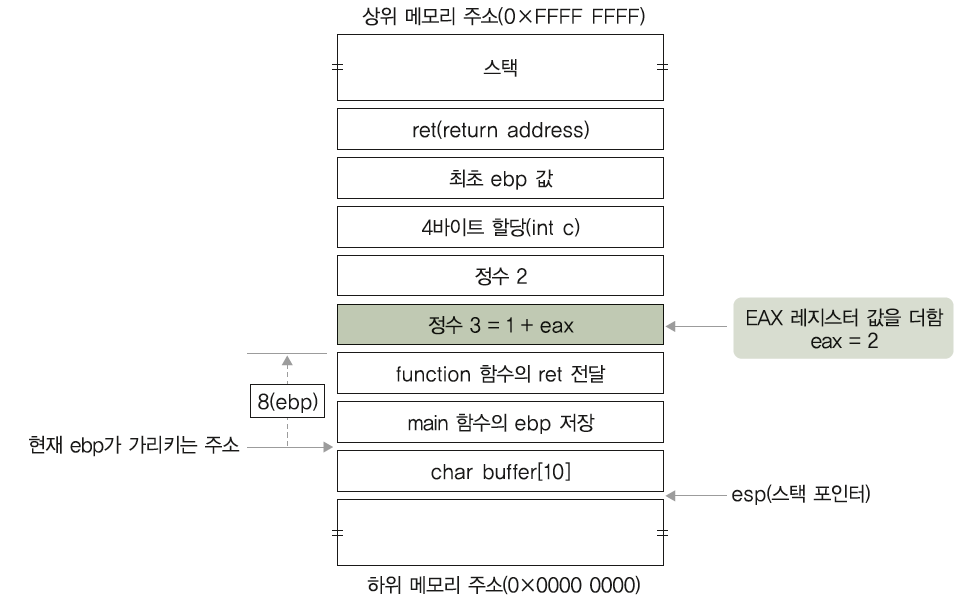 상위 메모리 주소(0×FFFF FFFF)
스택
ret(return address)
최초 ebp 값
4바이트 할당(int c)
정수 2
정수 3 = 1 + eax
EAX 레지스터 값을 더함
eax = 2
function 함수의 ret 전달
8(ebp)
main 함수의 ebp 저장
현재 ebp가 가리키는 주소
char buffer[10]
esp(스택 포인터)
하위 메모리 주소(0×0000 0000)